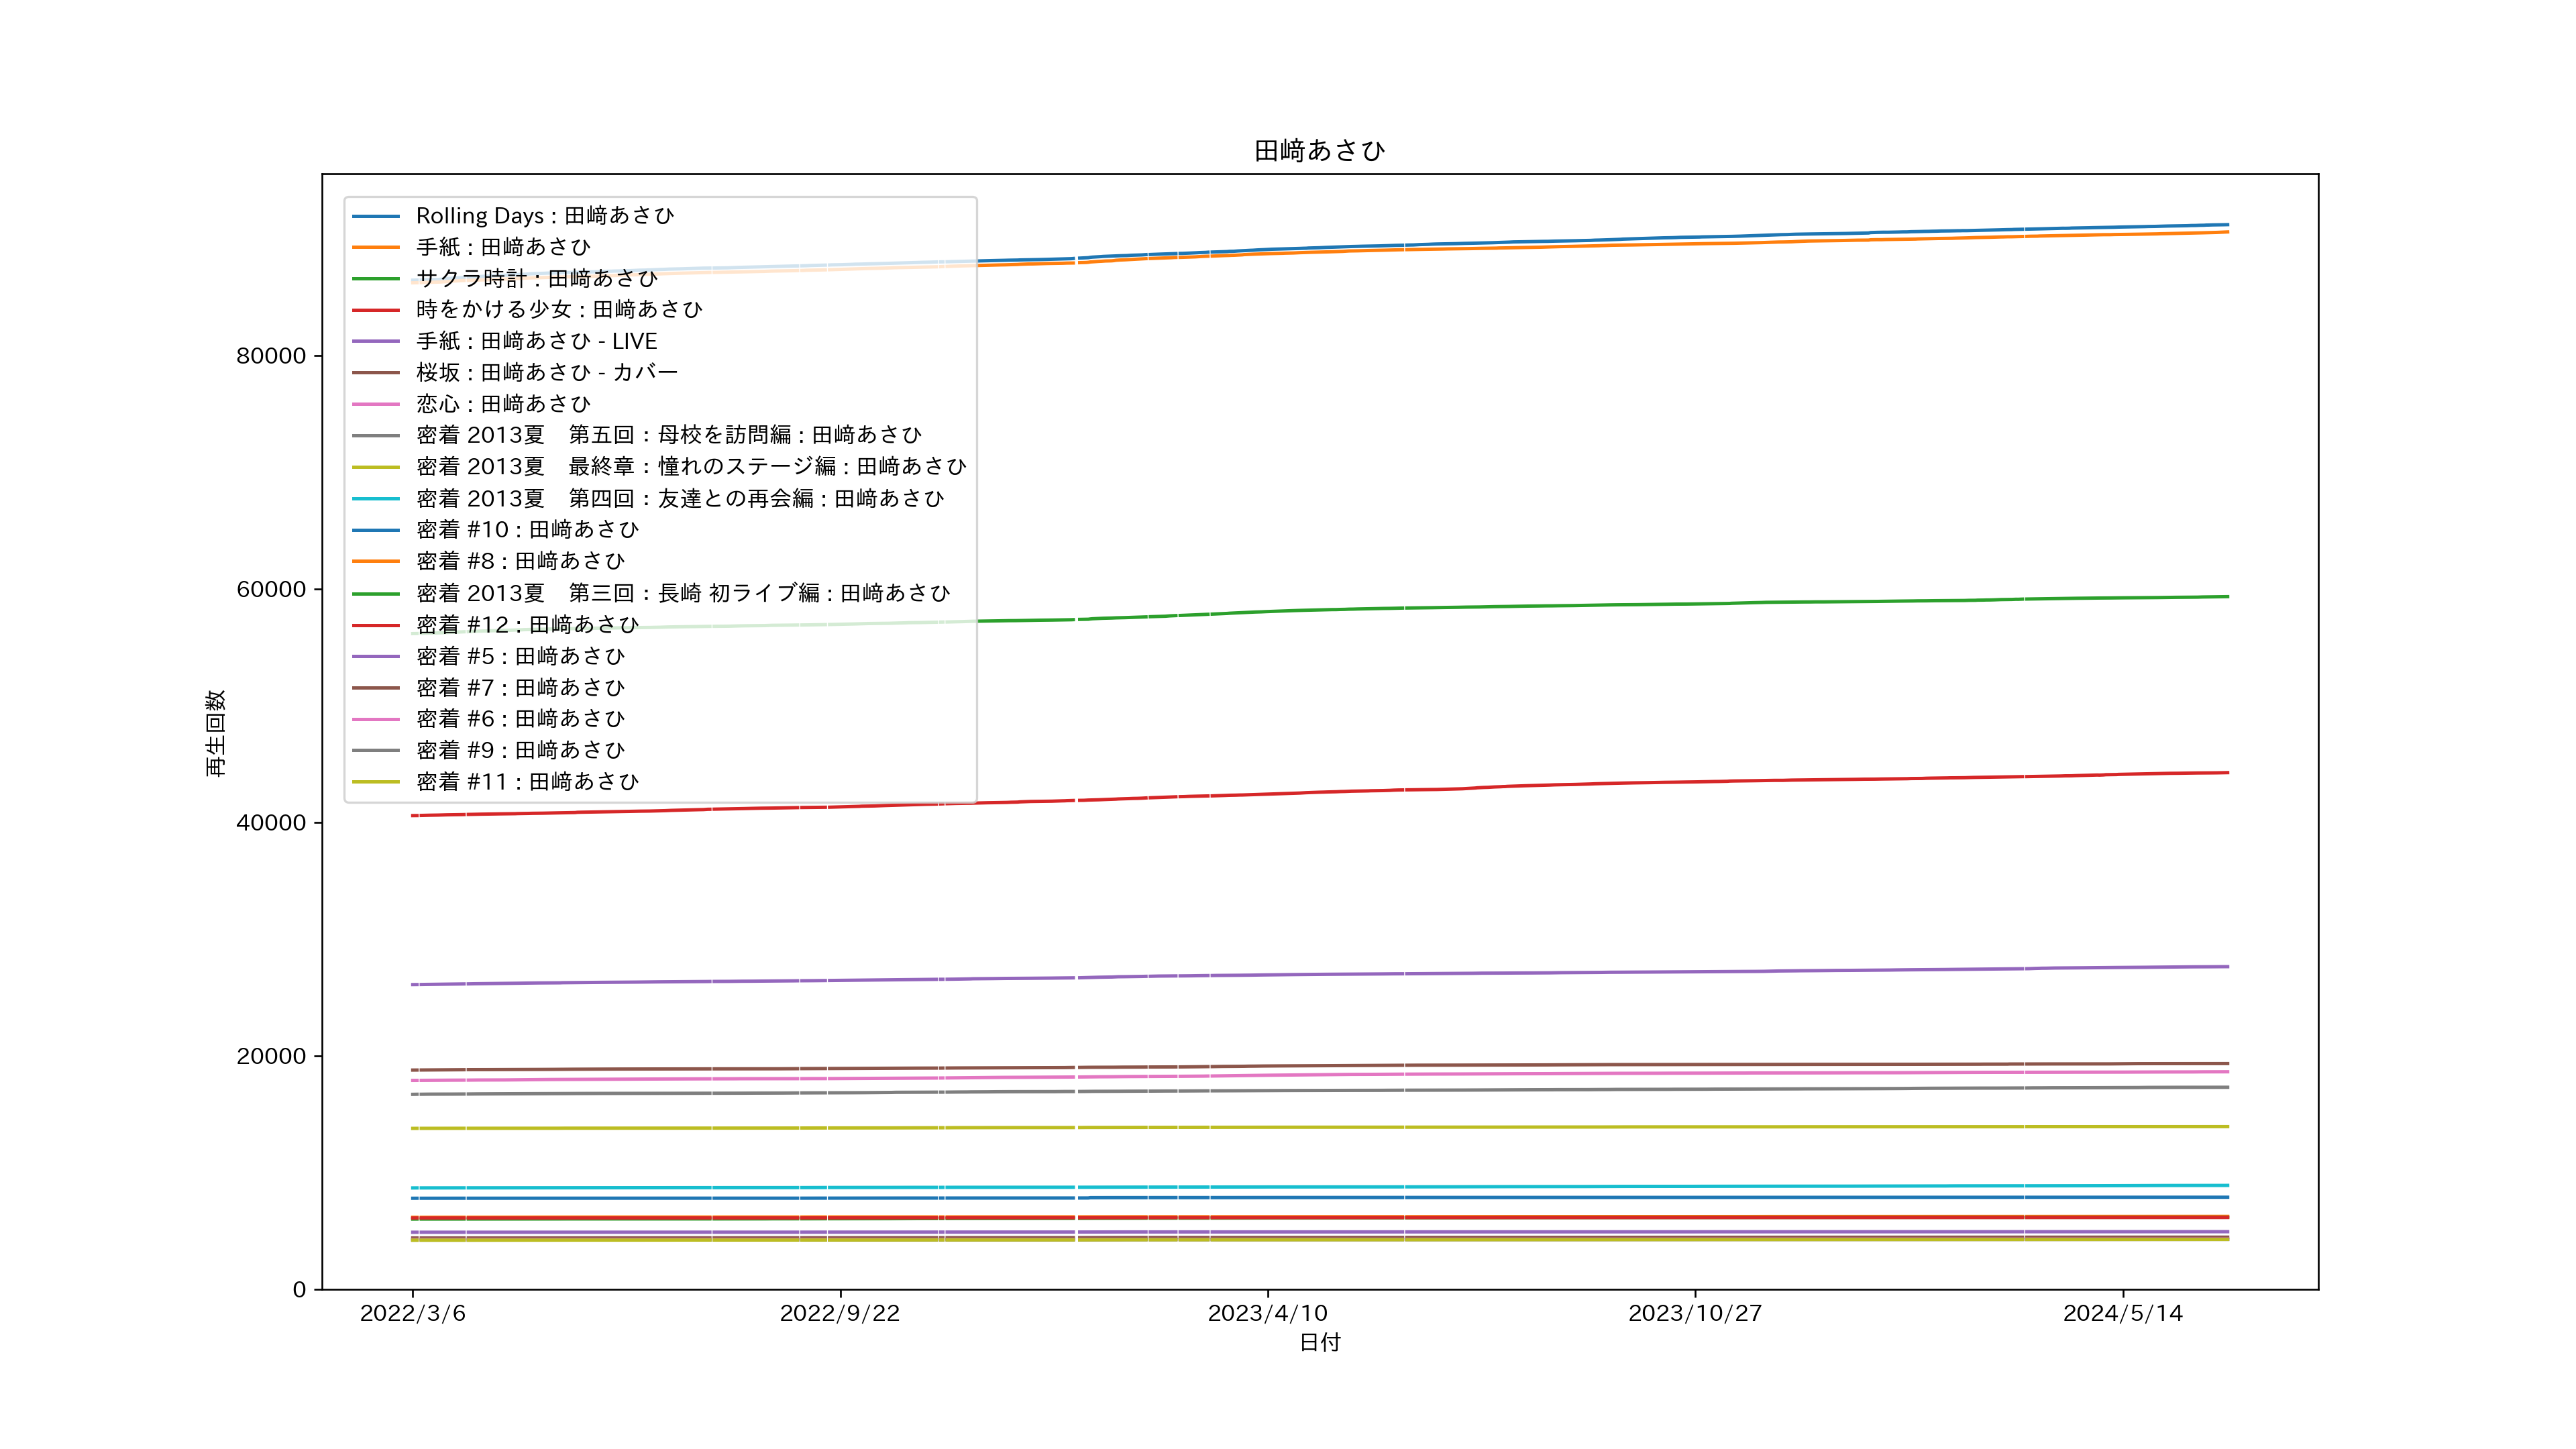 田﨑あさひ
Rolling Days : 田﨑あさひ
手紙 : 田﨑あさひ
サクラ時計 : 田﨑あさひ
時をかける少女 : 田﨑あさひ
手紙 : 田﨑あさひ - LIVE
桜坂 : 田﨑あさひ - カバー
恋心 : 田﨑あさひ
密着 2013夏　第五回：母校を訪問編 : 田﨑あさひ
密着 2013夏　最終章：憧れのステージ編 : 田﨑あさひ
密着 2013夏　第四回：友達との再会編 : 田﨑あさひ
密着 #10 : 田﨑あさひ
密着 #8 : 田﨑あさひ
密着 2013夏　第三回：長崎 初ライブ編 : 田﨑あさひ
密着 #12 : 田﨑あさひ
密着 #5 : 田﨑あさひ
密着 #7 : 田﨑あさひ
密着 #6 : 田﨑あさひ
密着 #9 : 田﨑あさひ
密着 #11 : 田﨑あさひ
再生回数
80000
60000
40000
20000
0
2022/3/6
2022/9/22
2023/4/10
2023/10/27
2024/5/14
日付